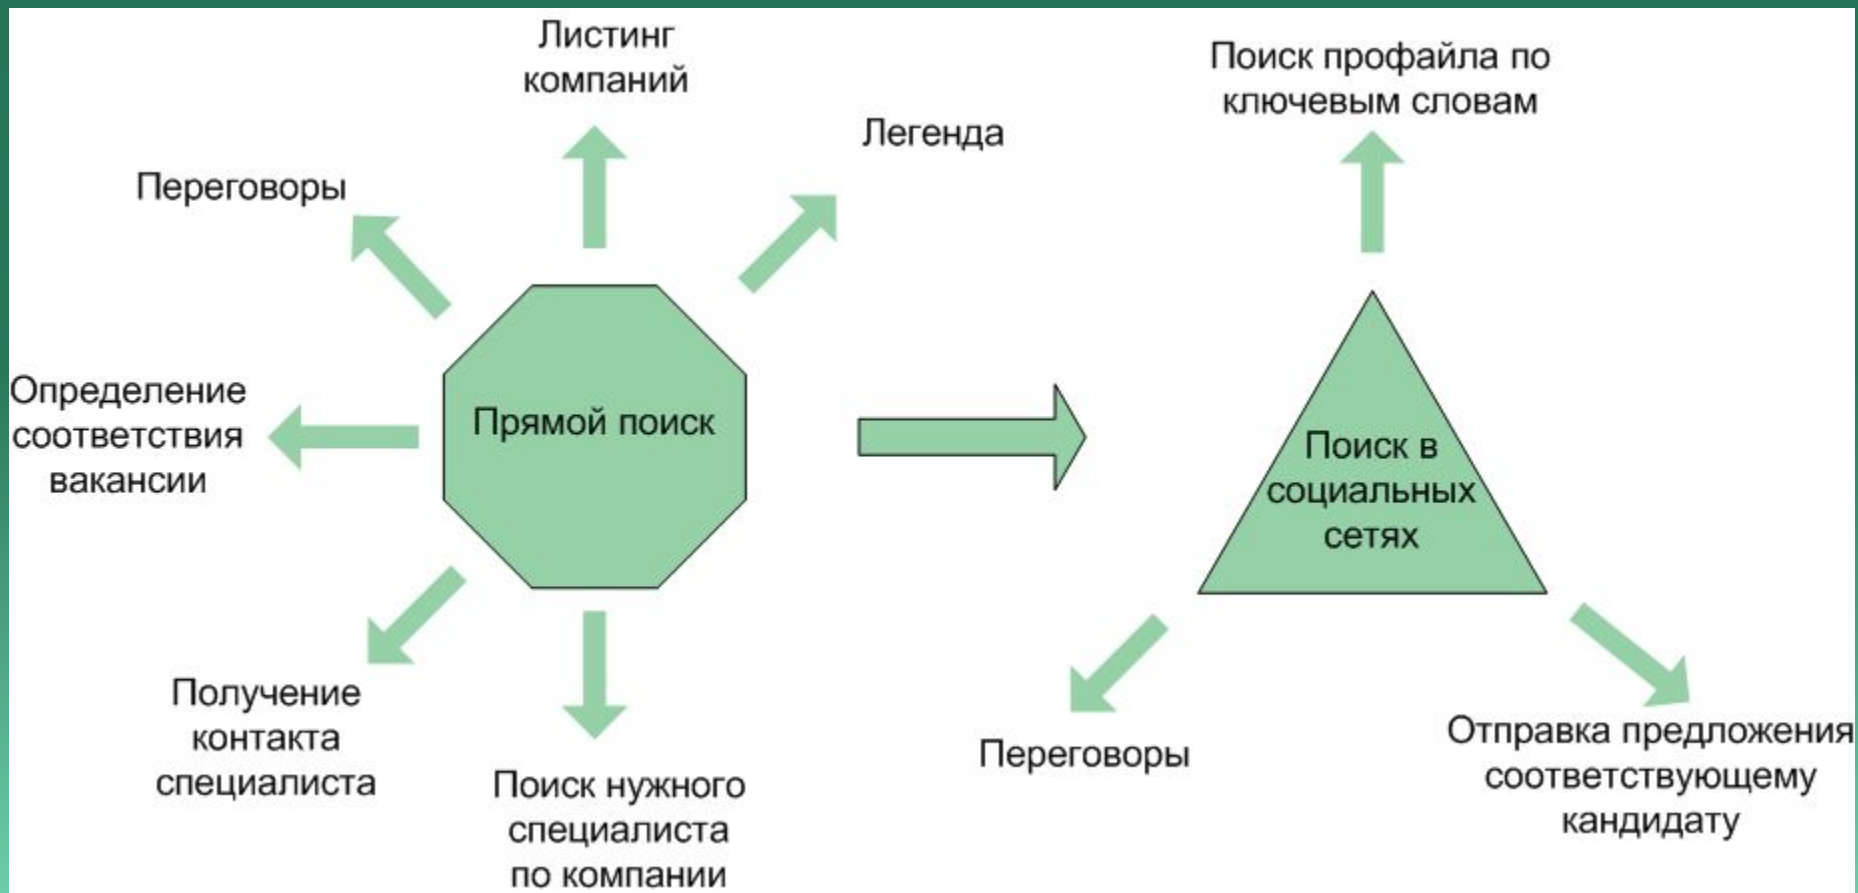 Листинг
компаний
Легенда
Переговоры
Прямой поиск
Определение
соответствия
вакансии
Получение
контакта
специалиста
Поиск нужного
специалиста
по компании
Поиск профайла по
ключевым словам
Поиск в
социальных
сетях
Переговоры
Отправка предложения
соответствующему
кандидату